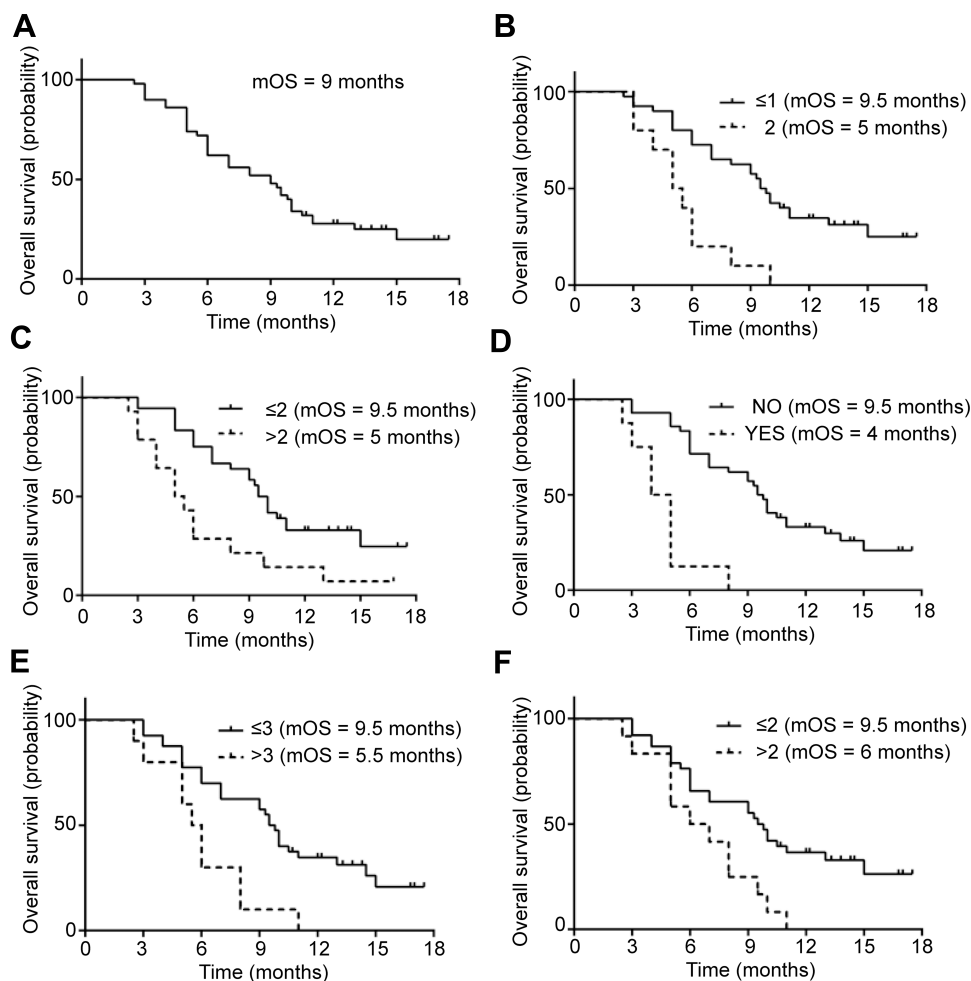 A
Overall survival (probability)
100
50
0
mOS = 9 months
0 3 6 9 12 15 18
Time (months)
B
Overall survival (probability)
100
50
0
≤1 (mOS = 9.5 months)
2 (mOS = 5 months)
0 3 6 9 12 15 18
Time (months)
C
Overall survival (probability)
100
50
0
≤2 (mOS = 9.5 months)
>2 (mOS = 5 months)
0 3 6 9 12 15 18
Time (months)
D
Overall survival (probability)
100
50
0
NO (mOS = 9.5 months)
YES (mOS = 4 months)
0 3 6 9 12 15 18
Time (months)
E
Overall survival (probability)
100
50
0
≤3 (mOS = 9.5 months)
>3 (mOS = 5.5 months)
0 3 6 9 12 15 18
Time (months)
F
Overall survival (probability)
100
50
0
≤2 (mOS = 9.5 months)
>2 (mOS = 6 months)
0 3 6 9 12 15 18
Time (months)